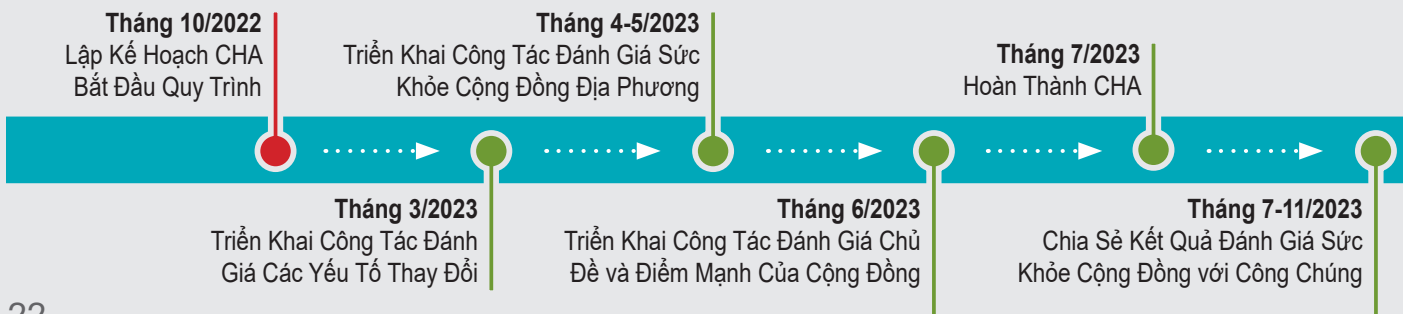 Tháng 10/2022
Lập Kế Hoạch CHA
Bắt Đầu Quy Trình
Tháng 3/2023
Triển Khai Công Tác Đánh
Giá Các Yếu Tố Thay Đổi
Tháng 4-5/2023
Triển Khai Công Tác Đánh Giá Sức
Khỏe Cộng Đồng Địa Phương
Tháng 6/2023
Triển Khai Công Tác Đánh Giá Chủ
Đề và Điểm Mạnh Của Cộng Đồng
Tháng 7/2023
Hoàn Thành CHA
Tháng 7-11/2023
Chia Sẻ Kết Quả Đánh Giá Sức
Khỏe Cộng Đồng với Công Chúng